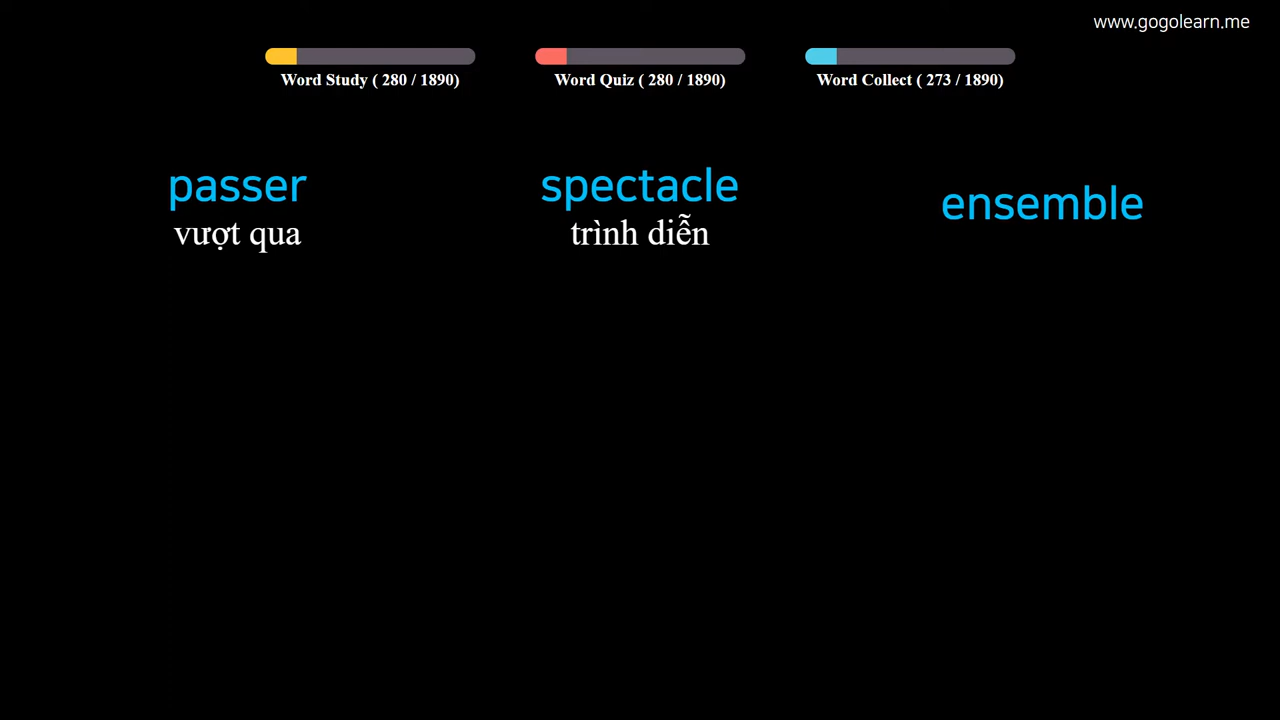 www.gogolearn.me
Word Study ( 280 / 1890)
Word Quiz ( 280 / 1890)
Word Collect ( 273 / 1890)
passer
vượt qua
spectacle
trình diễn
ensemble